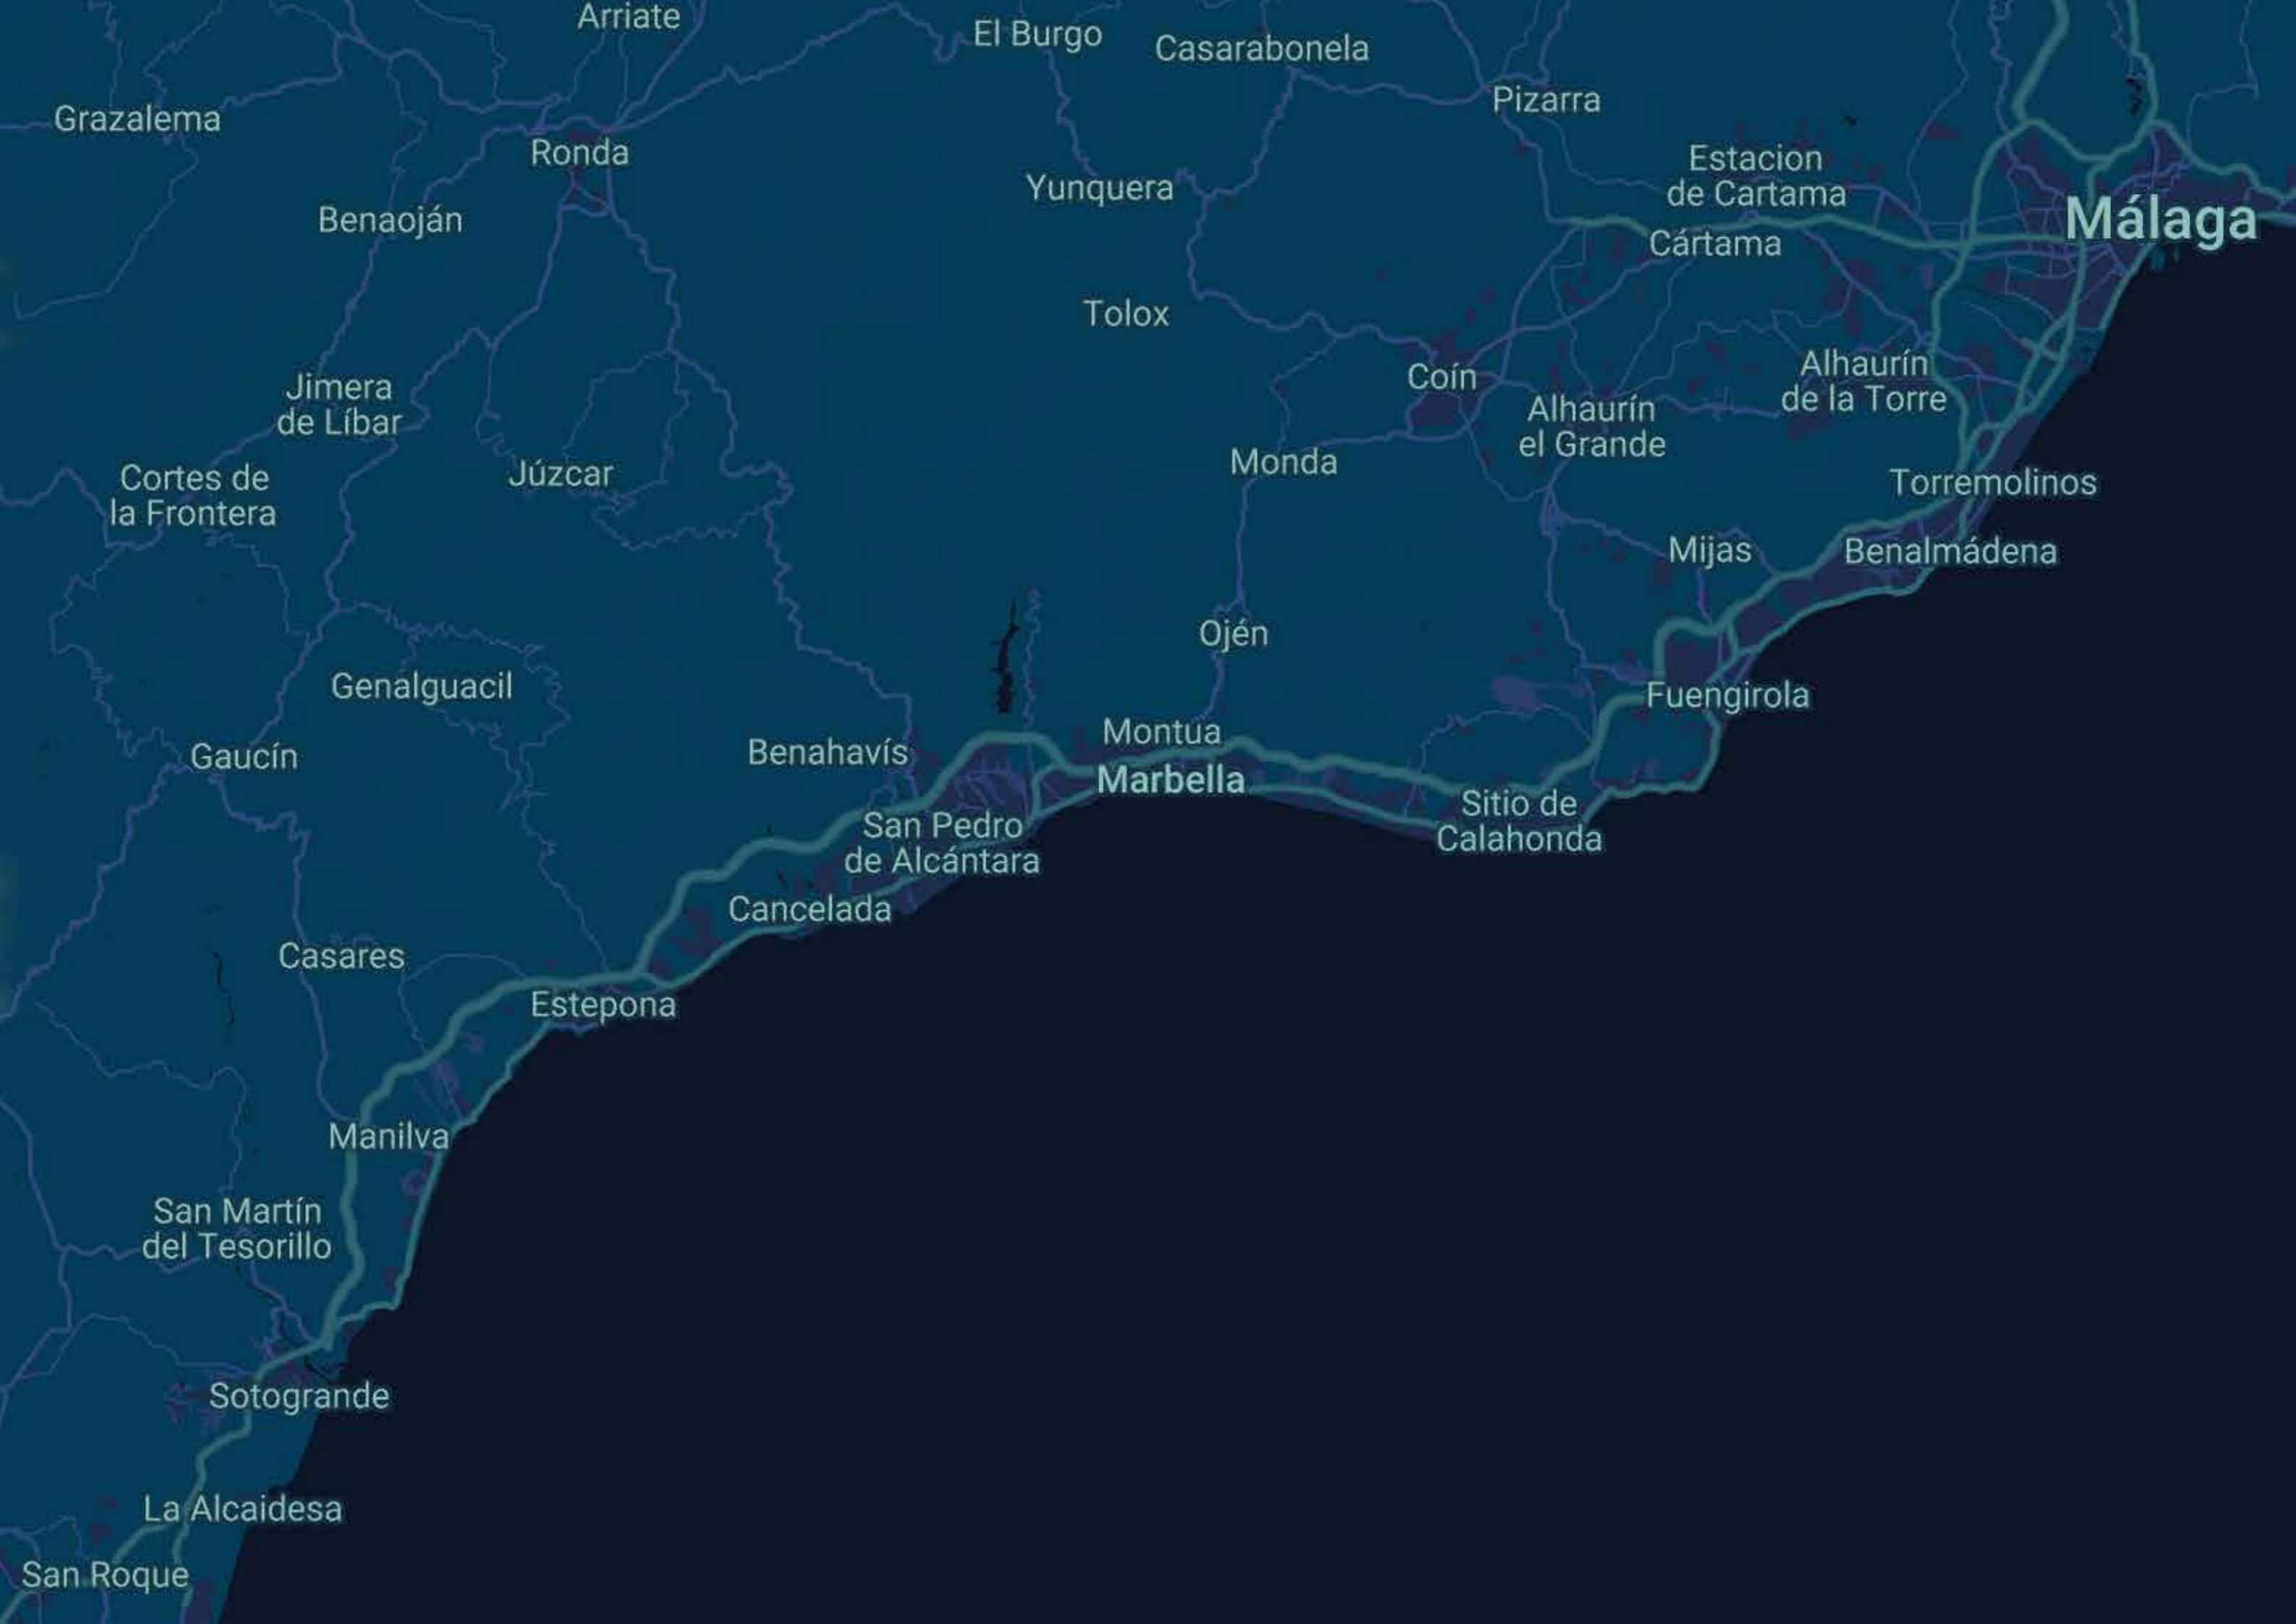 Arriate
El Burgo
Casarabonela
Pizarra
Grazalema
Ronda
Estacion
de Cartama
Yunquera
Benaoján
Málaga
Cártama
Tolox
Jimera
de Líbar
Coín
Alhaurín
de la Torre
Alhaurín
el Grande
Monda
Júzcar
Cortes de
la Frontera
Torremolinos
Mijas
Benalmádena
Ojén
Genalguacil
Fuengirola
Montua
Gaucín
Benahavís
Marbella
Sitio de
Calahonda
San Pedro
de Alcántara
Cancelada
Casares
Estepona
Manilva
San Martín
del Tesorillo
Sotogrande
La Alcaidesa
San Roque